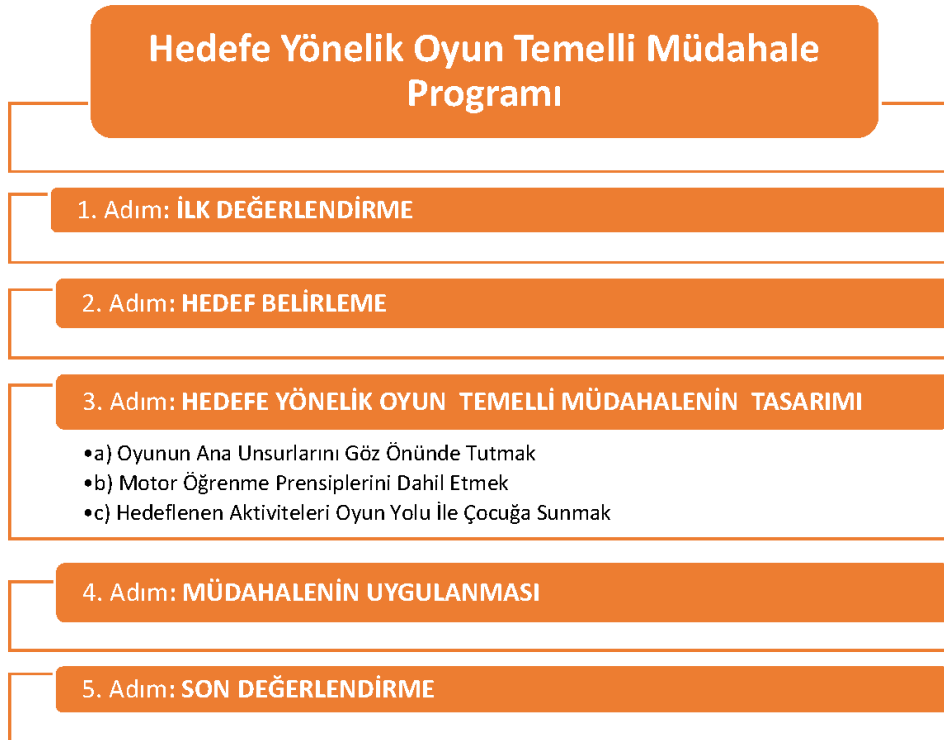 Hedefe Yönelik Oyun Temelli Müdahale
Programı
1. Adım: İLK DEĞERLENDİRME
2. Adım: HEDEF BELİRLEME
3. Adım: HEDEFE YÖNELİK OYUN TEMELLİ MÜDAHALENİN TASARIMI
•a) Oyunun Ana Unsurlarını Göz Önünde Tutmak
•b) Motor Öğrenme Prensiplerini Dahil Etmek
•c) Hedeflenen Aktiviteleri Oyun Yolu İle Çocuğa Sunmak
4. Adım: MÜDAHALENİN UYGULANMASI
5. Adım: SON DEĞERLENDİRME